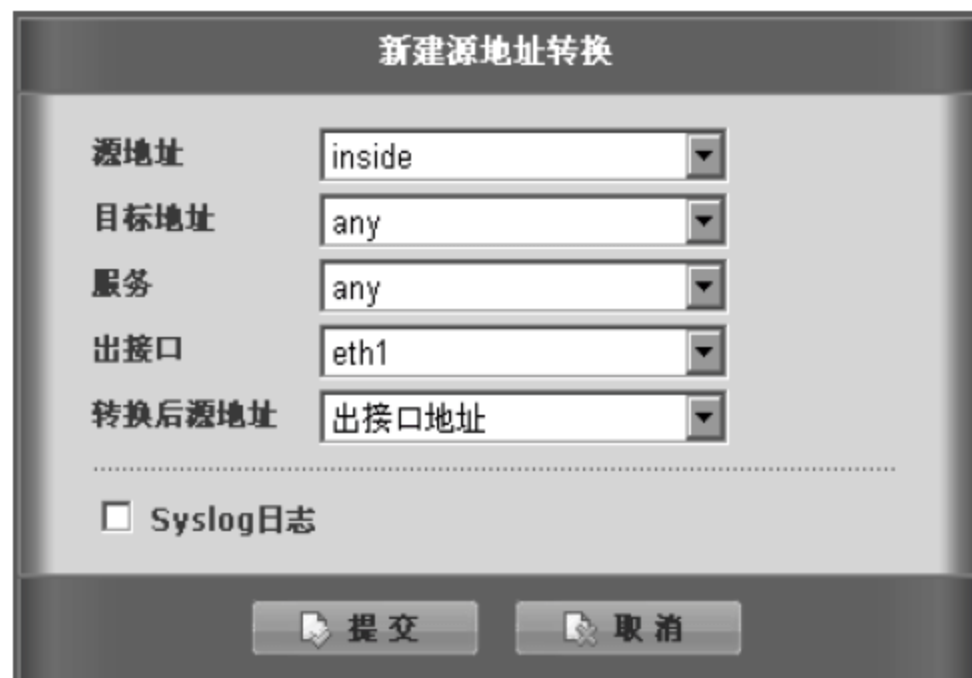 新建源地址转换
源地址 inside
目标地址 any
服务 any
出接口 eth1
转换后源地址 出接口地址
Syslog日志
提交 取消